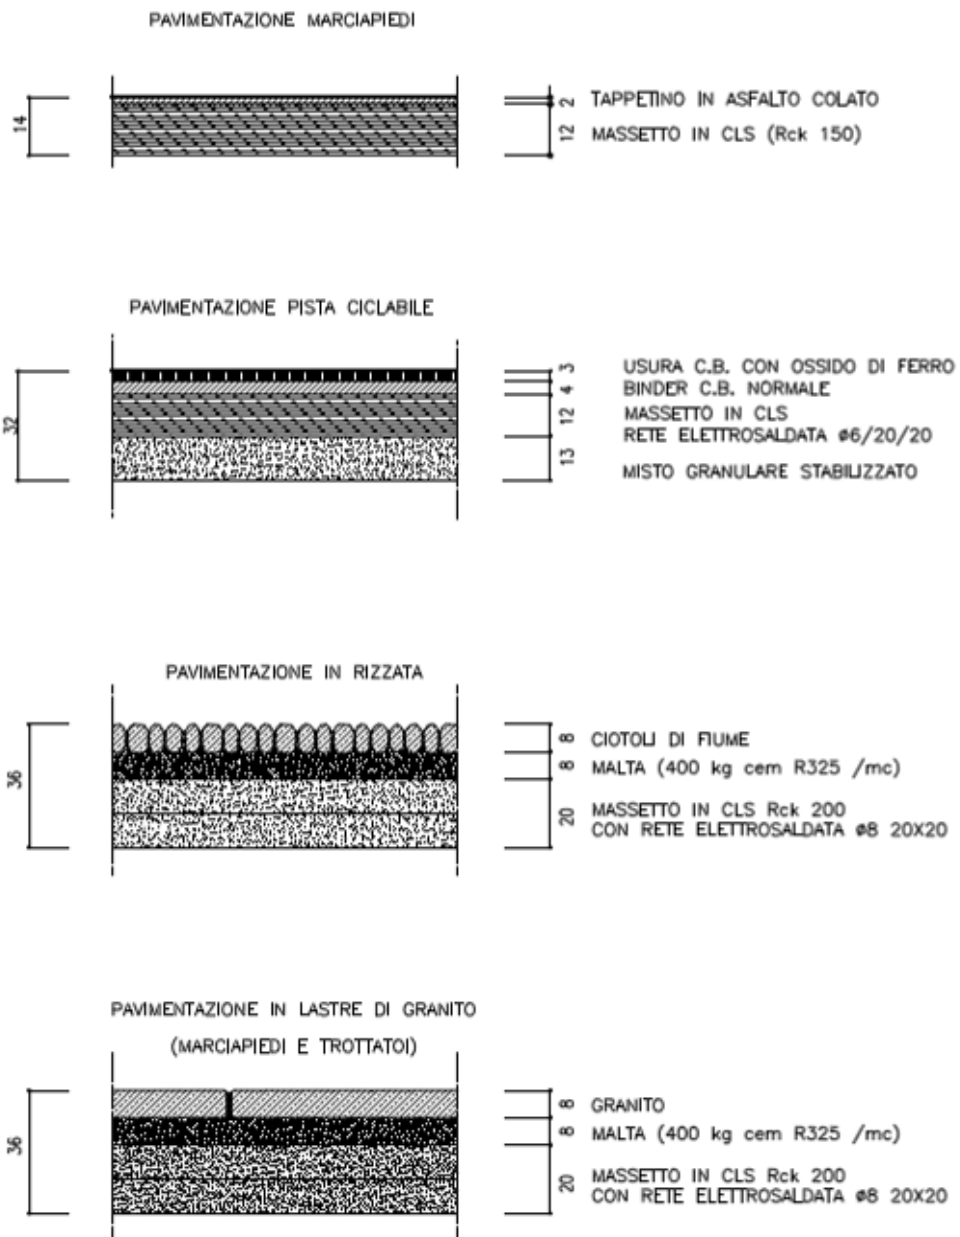 PAVIMENTAZIONE MARCIAPIEDI
14
2 TAPPETINO IN ASFALTO COLATO
12 MASSETTO IN CLS (Rck 150)
PAVIMENTAZIONE PISTA CICLABILE
32
3 USURA C.B. CON OSSIDO DI FERRO
4 BINDER C.B. NORMALE
12 MASSETTO IN CLS
RETE ELETTROSALDATA ø6/20/20
13 MISTO GRANULARE STABILIZZATO
PAVIMENTAZIONE IN RIZZATA
36
8 CIOTOLI DI FIUME
8 MALTA (400 kg cem R325 /mc)
20 MASSETTO IN CLS Rck 200
CON RETE ELETTROSALDATA ø8 20X20
PAVIMENTAZIONE IN LASTRE DI GRANITO
(MARCIAPIEDI E TROTTATOI)
36
8 GRANITO
8 MALTA (400 kg cem R325 /mc)
20 MASSETTO IN CLS Rck 200
CON RETE ELETTROSALDATA ø8 20X20